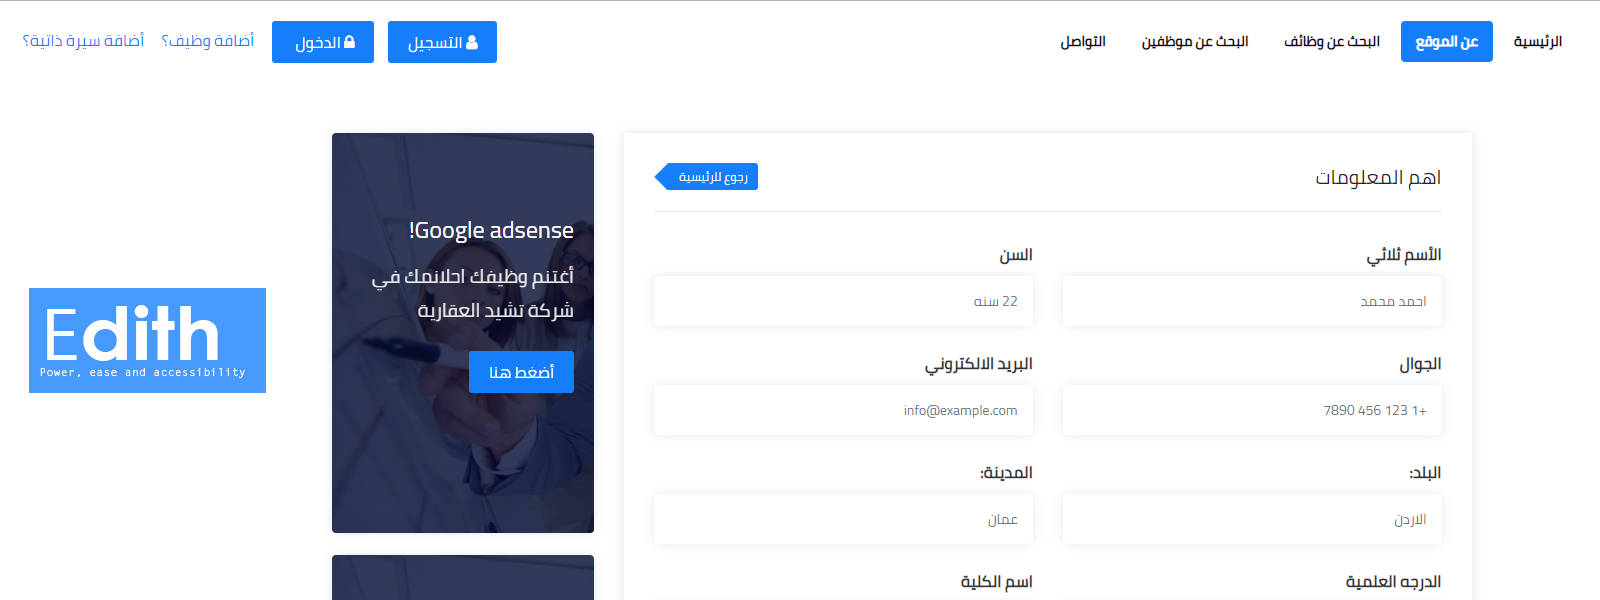 الرئيسية
عن الموقع
البحث عن وظائف
البحث عن موظفين
التواصل
التسجيل
الدخول
أضافة وظيف؟
أضافة سيرة ذاتية؟
اهم المعلومات
رجوع للرئيسية
الأسم ثلاثي
السن
احمد محمد
22 سنه
الجوال
البريد الالكتروني
+1 123 456 7890
info@example.com
البلد:
المدينة:
الاردن
عمان
الدرجه العلمية
اسم الكلية
Google adsense!
أغتنم وظيفك احلانمك في
شركة تشيد العقارية
أضغط هنا
Edith
Power, ease and accessibility